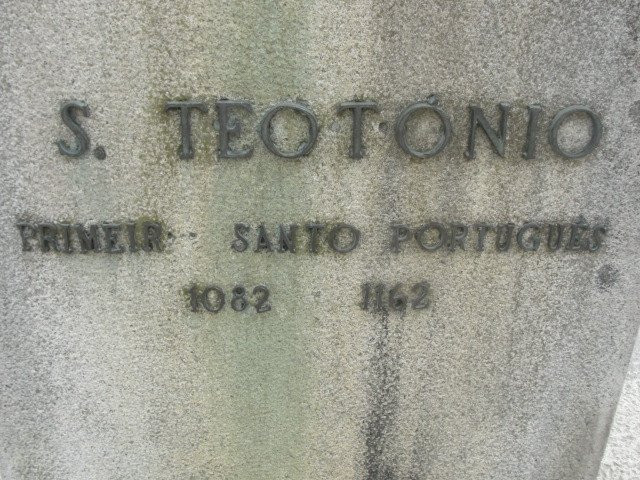 S. TEOTÓNIO
PRIMEIR SANTO PORTUGUÊS
1082 1162